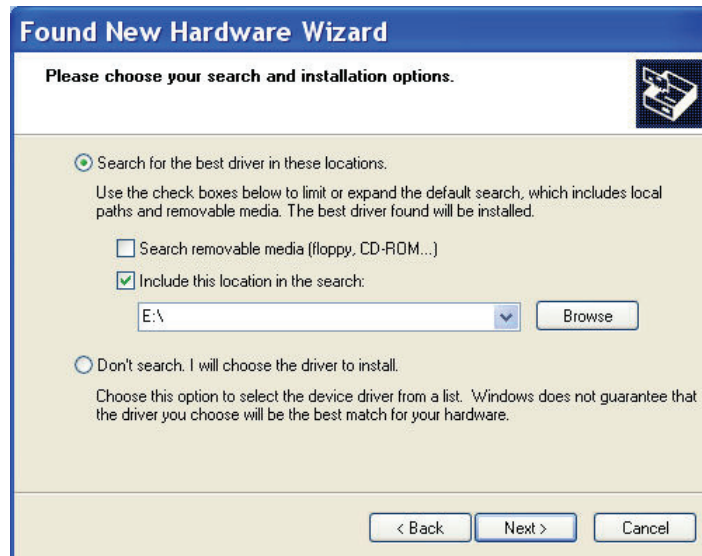 Found New Hardware Wizard
Please choose your search and installation options.
Search for the best driver in these locations.
Use the check boxes below to limit or expand the default search, which includes local
paths and removable media. The best driver found will be installed.
Search removable media (floppy, CD-ROM...)
Include this location in the search:
E:\
Browse
Don't search. I will choose the driver to install.
Choose this option to select the device driver from a list.  Windows does not guarantee that
the driver you choose will be the best match for your hardware.
< Back
Next >
Cancel